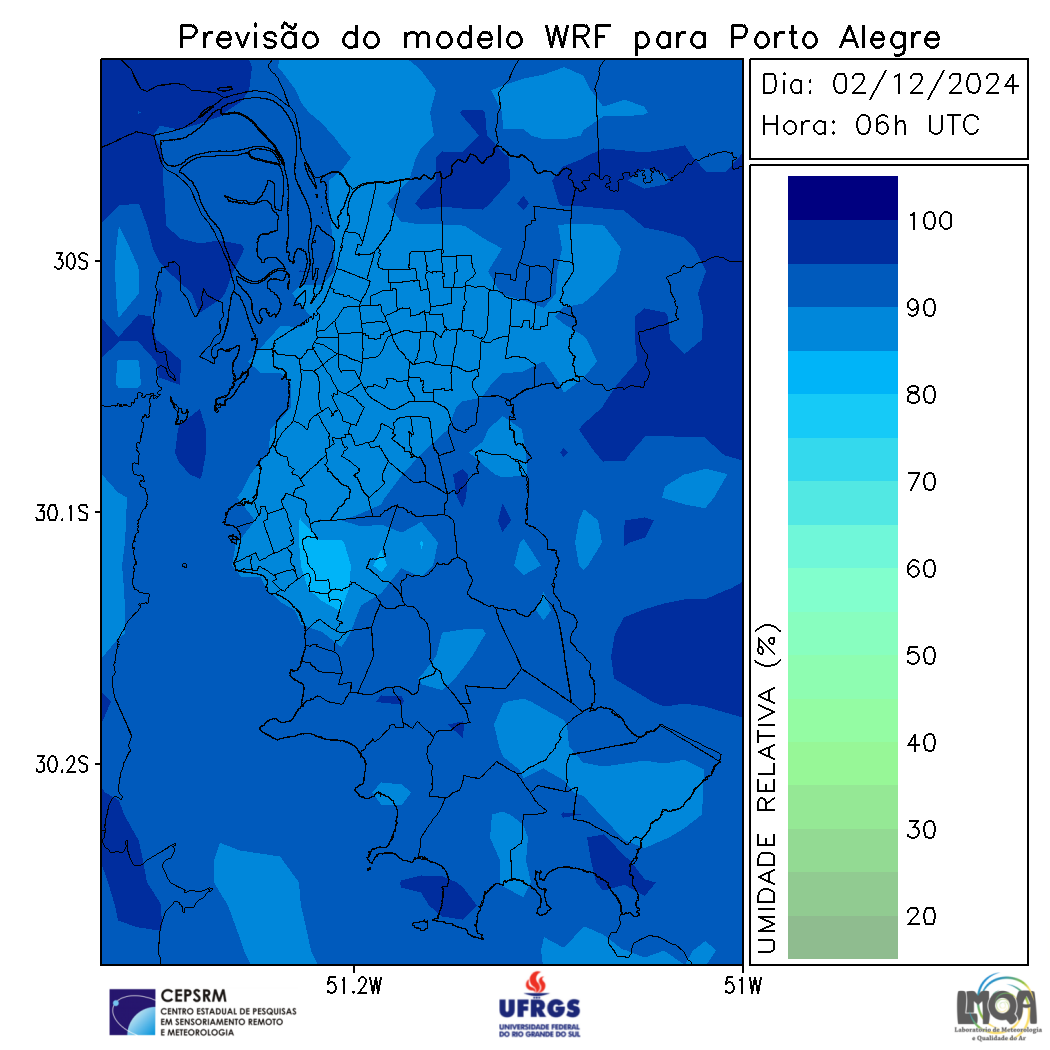 Previsão do modelo WRF para Porto Alegre
Dia: 02/12/2024
Hora: 06h UTC
30S
30.1S
30.2S
51.2W
51W
100
90
80
70
60
50
40
30
20
UMIDADE RELATIVA (%)
CEPSRM
CENTRO ESTADUAL DE PESQUISAS
EM SENSORIAMENTO REMOTO
E METEOROLOGIA
UFRGS
UNIVERSIDADE FEDERAL
DO RIO GRANDE DO SUL
LMQA
Laboratório de Meteorologia
e Qualidade do Ar